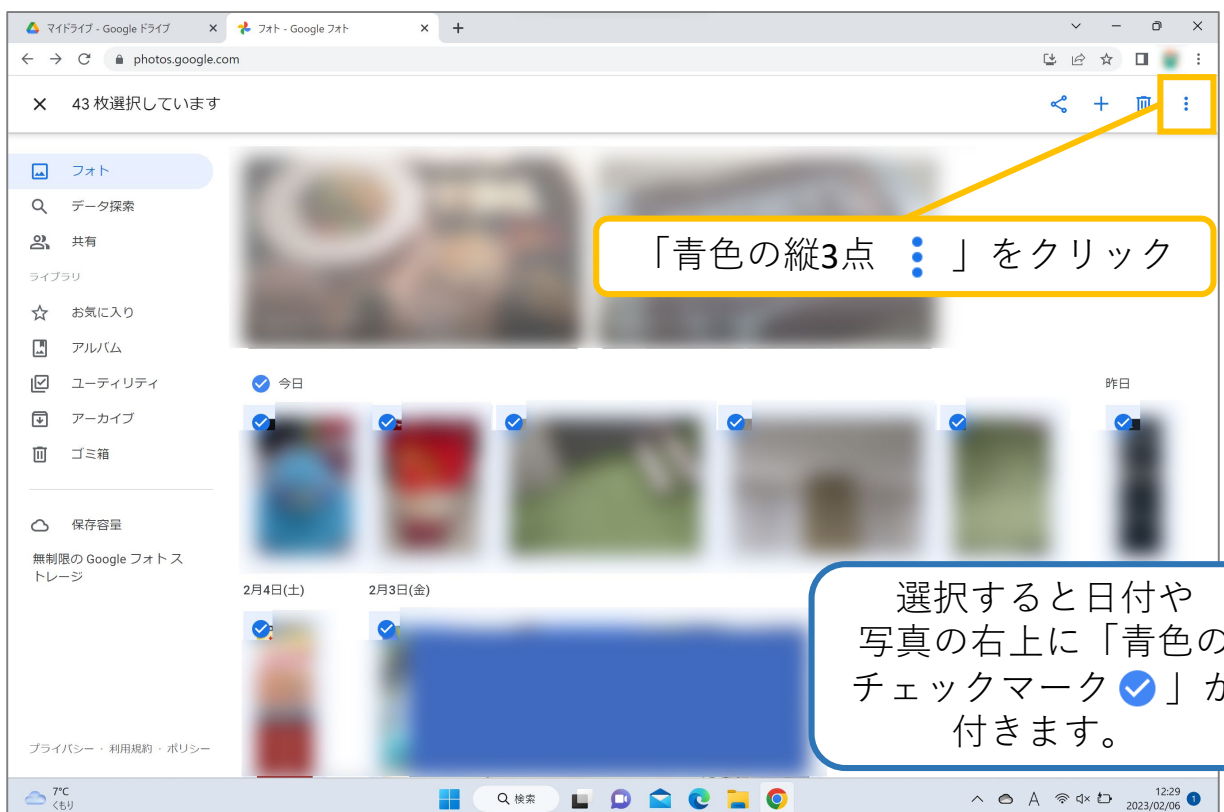 マイドライブ - Google ドライブ
フォト - Google フォト
photos.google.com
43 枚選択しています
フォト
データ探索
共有
ライブラリ
お気に入り
アルバム
ユーティリティ
アーカイブ
ゴミ箱
保存容量
無制限の Google フォト ス
トレージ
プライバシー · 利用規約 · ポリシー
「青色の縦3点 ⋮ 」をクリック
今日
昨日
2月4日(土)
2月3日(金)
選択すると日付や
写真の右上に「青色の
チェックマーク」が
付きます。
7°C
くもり
検索
A
12:29
2023/02/06
1